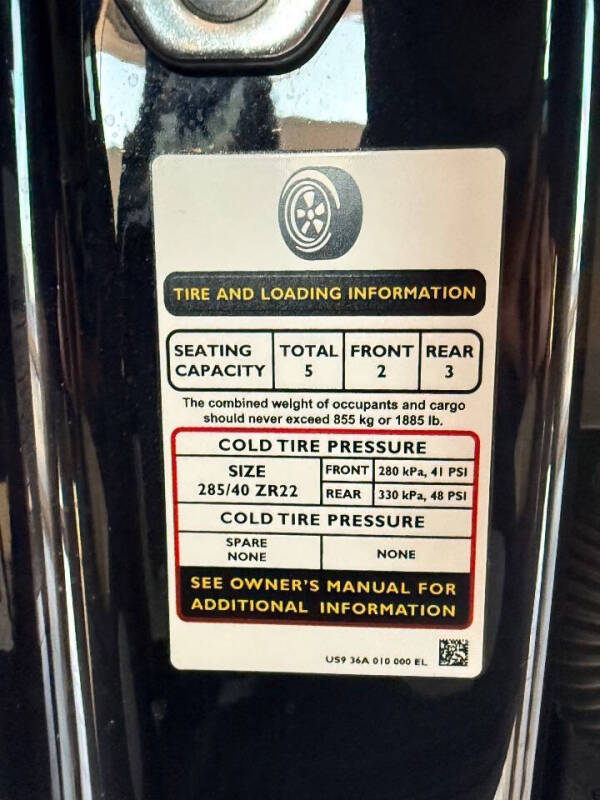 TIRE AND LOADING INFORMATION
SEATING CAPACITY TOTAL 5 FRONT 2 REAR 3
The combined weight of occupants and cargo
should never exceed 855 kg or 1885 lb.
COLD TIRE PRESSURE
SIZE
285/40 ZR22
FRONT 280 kPa, 41 PSI
REAR 330 kPa, 48 PSI
COLD TIRE PRESSURE
SPARE
NONE
NONE
SEE OWNER'S MANUAL FOR
ADDITIONAL INFORMATION
US9 36A 010 000 EL